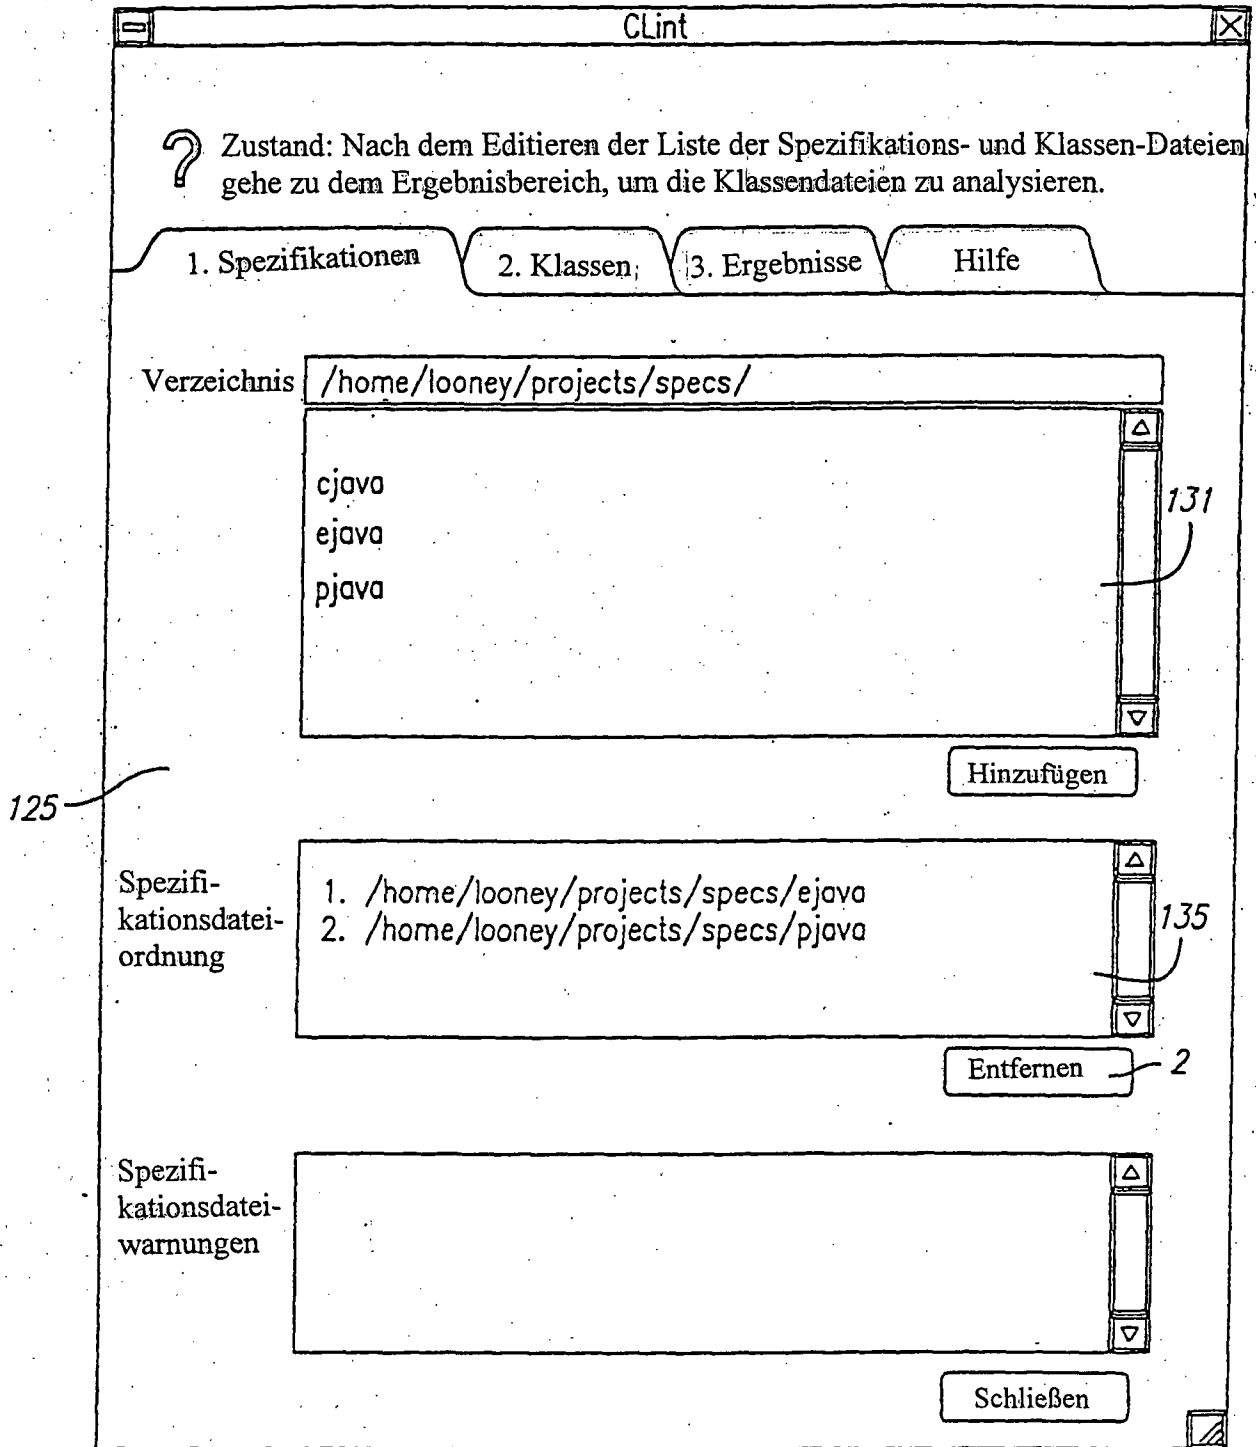 CLint
? Zustand: Nach dem Editieren der Liste der Spezifikations- und Klassen-Dateien
gehe zu dem Ergebnisbereich, um die Klassendateien zu analysieren.
1. Spezifikationen 2. Klassen 3. Ergebnisse Hilfe
Verzeichnis /home/looney/projects/specs/
cjava
131
ejava
pjava
Hinzufügen
125
Spezifi-
kationsdatei-
ordnung
1. /home/looney/projects/specs/ejava
2. /home/looney/projects/specs/pjava
135
Entfernen 2
Spezifi-
kationsdatei-
warnungen
Schließen